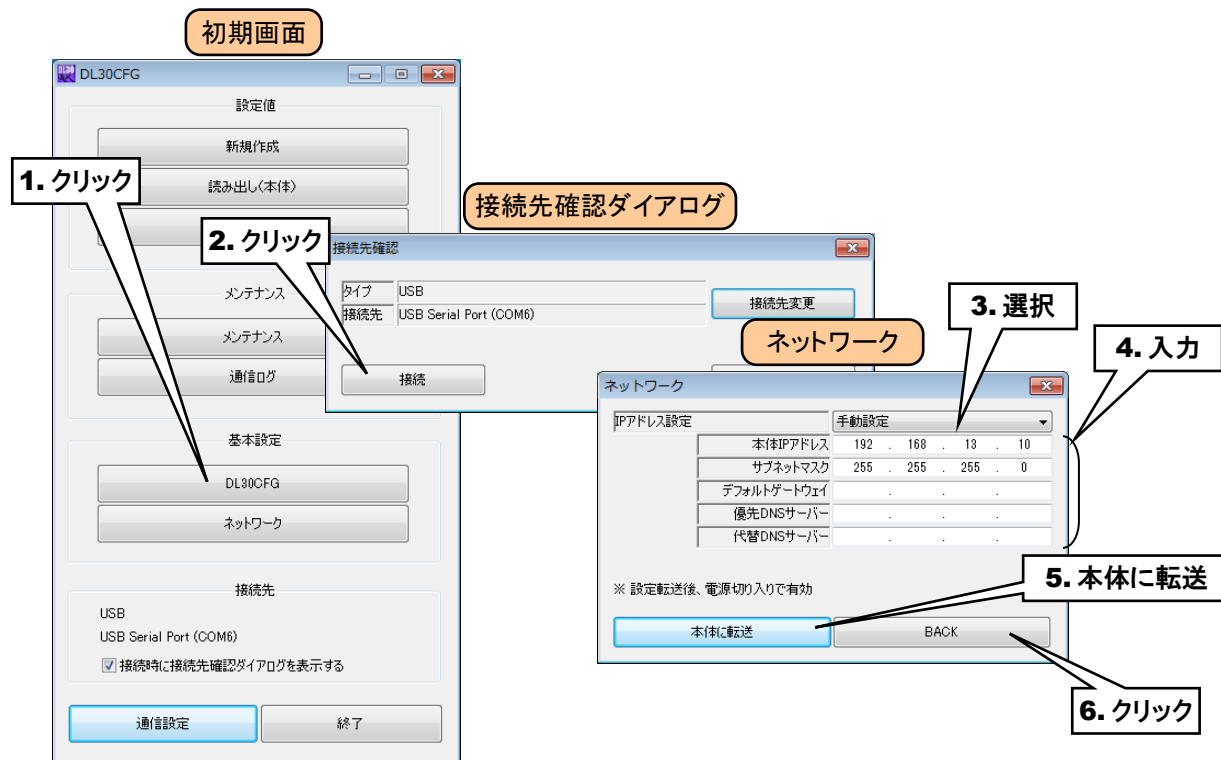 初期画面
DL30CFG
設定値
新規作成
1. クリック
読み出し(本体)
接続先確認ダイアログ
2. クリック
接続先確認
タイプ
USB
接続先
USB Serial Port (COM6)
接続先変更
接続
メンテナンス
メンテナンス
通信ログ
基本設定
DL30CFG
ネットワーク
接続先
USB
USB Serial Port (COM6)
接続時に接続先確認ダイアログを表示する
通信設定
終了
ネットワーク
3. 選択
4. 入力
ネットワーク
IPアドレス設定
手動設定
本体IPアドレス 192 . 168 . 13 . 10
サブネットマスク 255 . 255 . 255 . 0
デフォルトゲートウェイ . . .
優先DNSサーバー . . .
代替DNSサーバー . . .
5. 本体に転送
※ 設定転送後、電源切り入りで有効
本体に転送
BACK
6. クリック